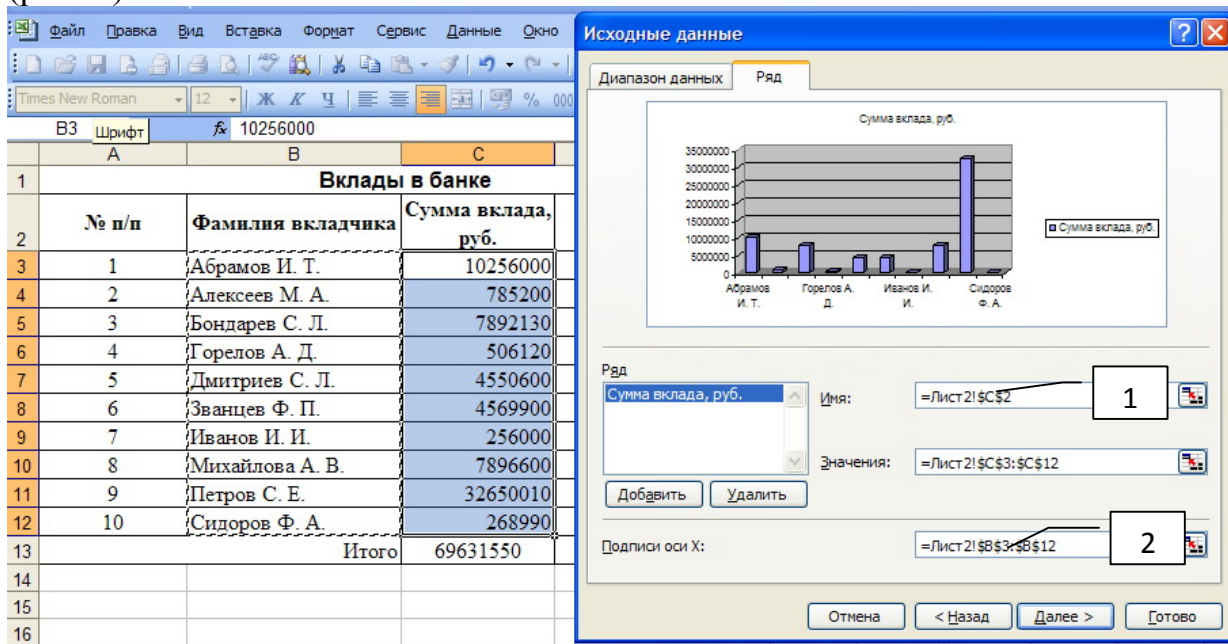 Файл Правка Вид Вставка Формат Сервис Данные Окно
Times New Roman 12 Ж К Ч % 000
B3 Шрифт fx 10256000
A B C
1 Вклады в банке
2 № п/п Фамилия вкладчика Сумма вклада, руб.
3 1 Абрамов И. Т. 10256000
4 2 Алексеев М. А. 785200
5 3 Бондарев С. Л. 7892130
6 4 Горелов А. Д. 506120
7 5 Дмитриев С. Л. 4550600
8 6 Званцев Ф. П. 4569900
9 7 Иванов И. И. 256000
10 8 Михайлова А. В. 7896600
11 9 Петров С. Е. 32650010
12 10 Сидоров Ф. А. 268990
13 Итого 69631550
14
15
16
Исходные данные
Диапазон данных Ряд
Сумма вклада, руб.
35000000
30000000
25000000
20000000
15000000
10000000
5000000
0
Абрамов И. Т. Горелов А. Д. Иванов И. И. Сидоров Ф. А.
Сумма вклада, руб.
Ряд
Сумма вклада, руб.
Имя: =Лист2!$C$2 1
Значения: =Лист2!$C$3:$C$12
Добавить Удалить
Подписи оси X: =Лист2!$B$3:$B$12 2
Отмена < Назад Далее > Готово